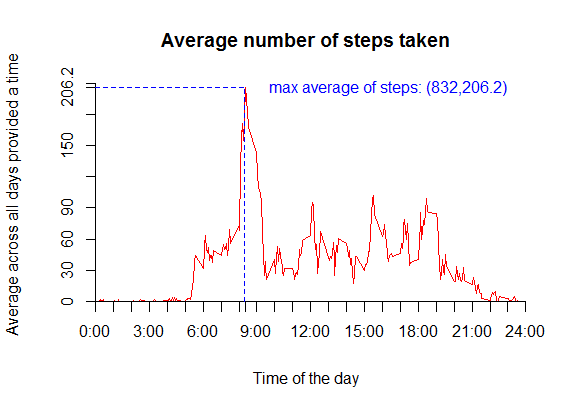 Average number of steps taken
max average of steps: (832,206.2)
Average across all days provided a time
206.2
150
90
60
30
0
0:00 3:00 6:00 9:00 12:00 15:00 18:00 21:00 24:00
Time of the day